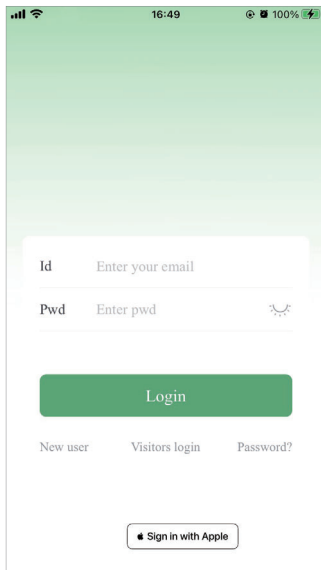 16:49 100%
Id Enter your email
Pwd Enter pwd
Login
New user Visitors login Password?
Sign in with Apple